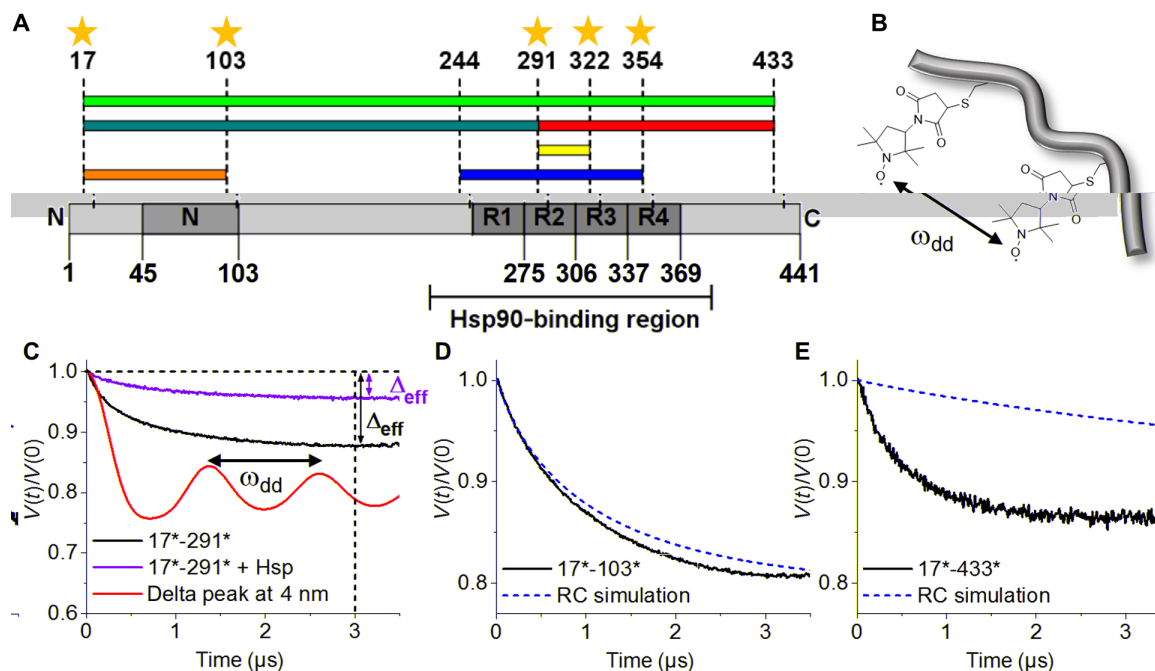 A
B
17 103 244 291 322 354 433
N N R1 R2 R3 R4 C
1 45 103 275 306 337 369 441
Hsp90-binding region
O
N
S
O
N
O·
O
N
S
O
N
O·
ωdd
C
D
E
V(t)/V(0)
1.0
0.9
0.8
0.7
0.6
Δeff
Δeff
ωdd
17*-291*
17*-291* + Hsp
Delta peak at 4 nm
0 1 2 3
Time (µs)
V(t)/V(0)
1.0
0.9
0.8
17*-103*
RC simulation
0 1 2 3
Time (µs)
V(t)/V(0)
1.0
0.9
0.8
17*-433*
RC simulation
0 1 2 3
Time (µs)